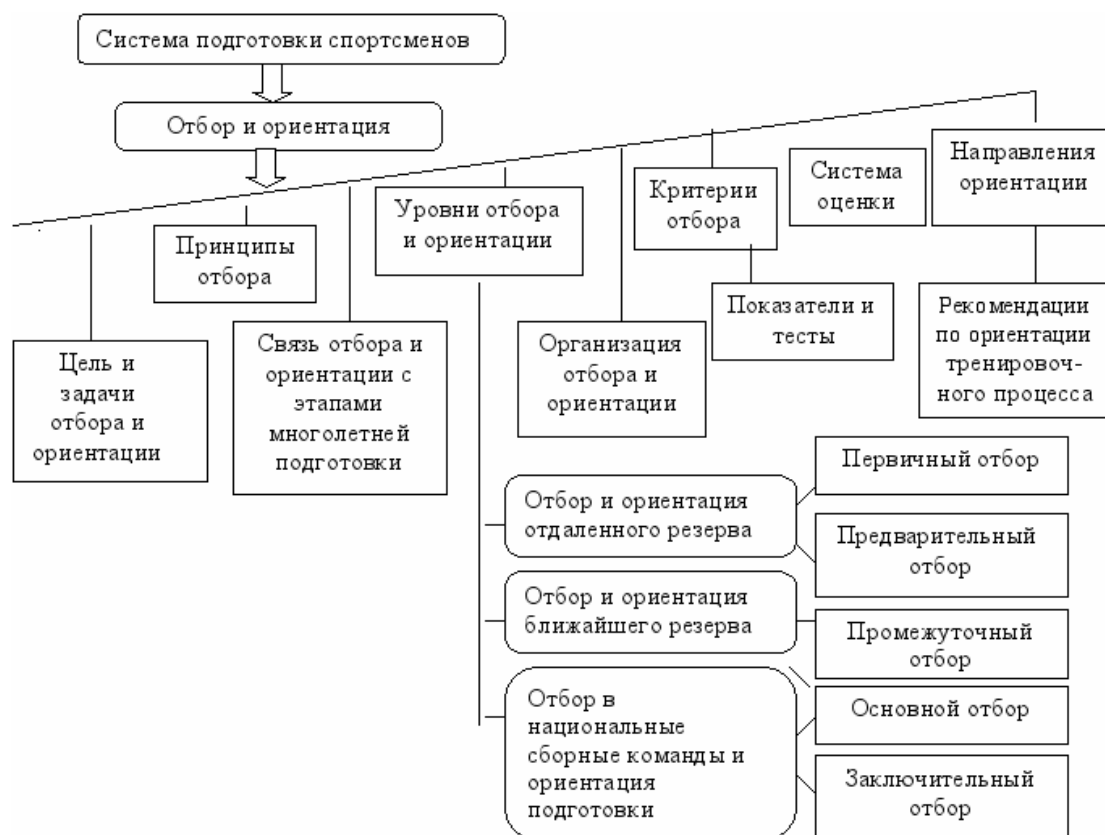 Система подготовки спортсменов
Отбор и ориентация
Направления
ориентации
Система
оценки
Критерии
отбора
Уровни отбора
и ориентации
Принципы
отбора
Показатели и
тесты
Рекомендации
по ориентации
тренировоч-
ного процесса
Связь отбора и
ориентации с
этапами
многолетней
подготовки
Организация
отбора и
ориентации
Цель и
задачи
отбора и
ориентации
Первичный отбор
Отбор и ориентация
отдаленного резерва
Предварительный
отбор
Отбор и ориентация
ближайшего резерва
Промежуточный
отбор
Отбор в
национальные
сборные команды и
ориентация
подготовки
Основной отбор
Заключительный
отбор